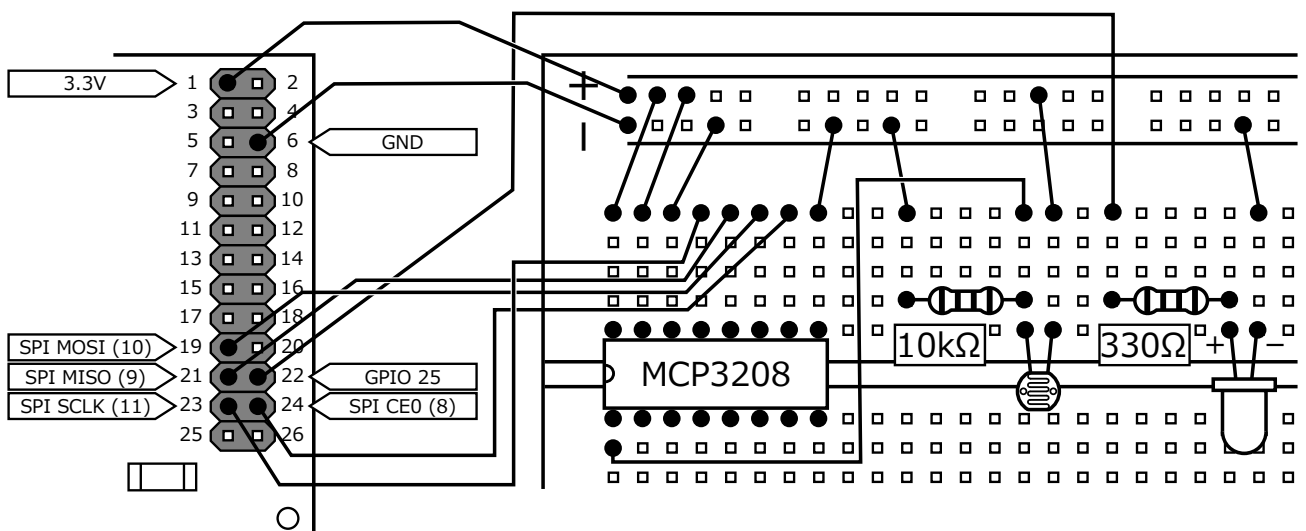 3.3V
1 2
3 4
5 6
GND
7 8
9 10
11 12
13 14
15 16
17 18
SPI MOSI (10)
19 20
SPI MISO (9)
21 22
GPIO 25
SPI SCLK (11)
23 24
SPI CE0 (8)
25 26
+
−
MCP3208
10kΩ
330Ω
+ −